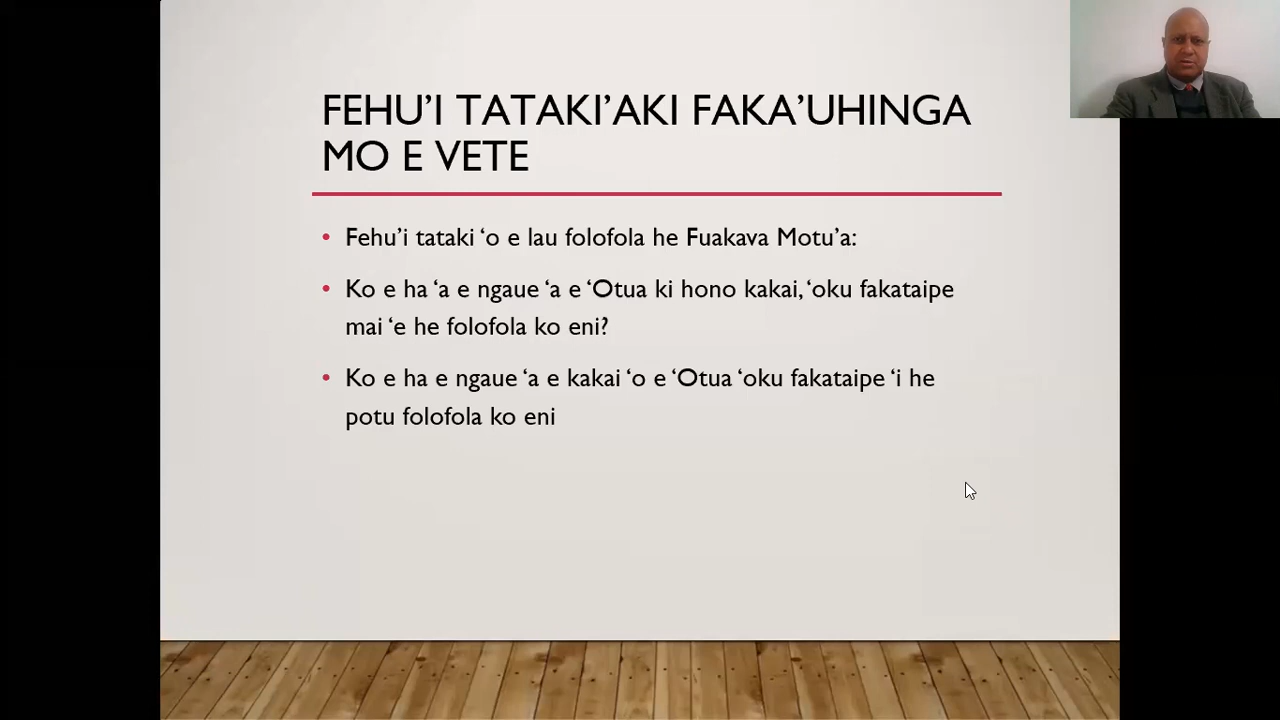 FEHU’I TATAKI’AKI FAKA’UHINGA
MO E VETE
• Fehu’i tataki ‘o e lau folofola he Fuakava Motu’a:
• Ko e ha ‘a e ngaue ‘a e ‘Otua ki hono kakai, ‘oku fakataipe
mai ‘e he folofola ko eni?
• Ko e ha e ngaue ‘a e kakai ‘o e ‘Otua ‘oku fakataipe ‘i he
potu folofola ko eni